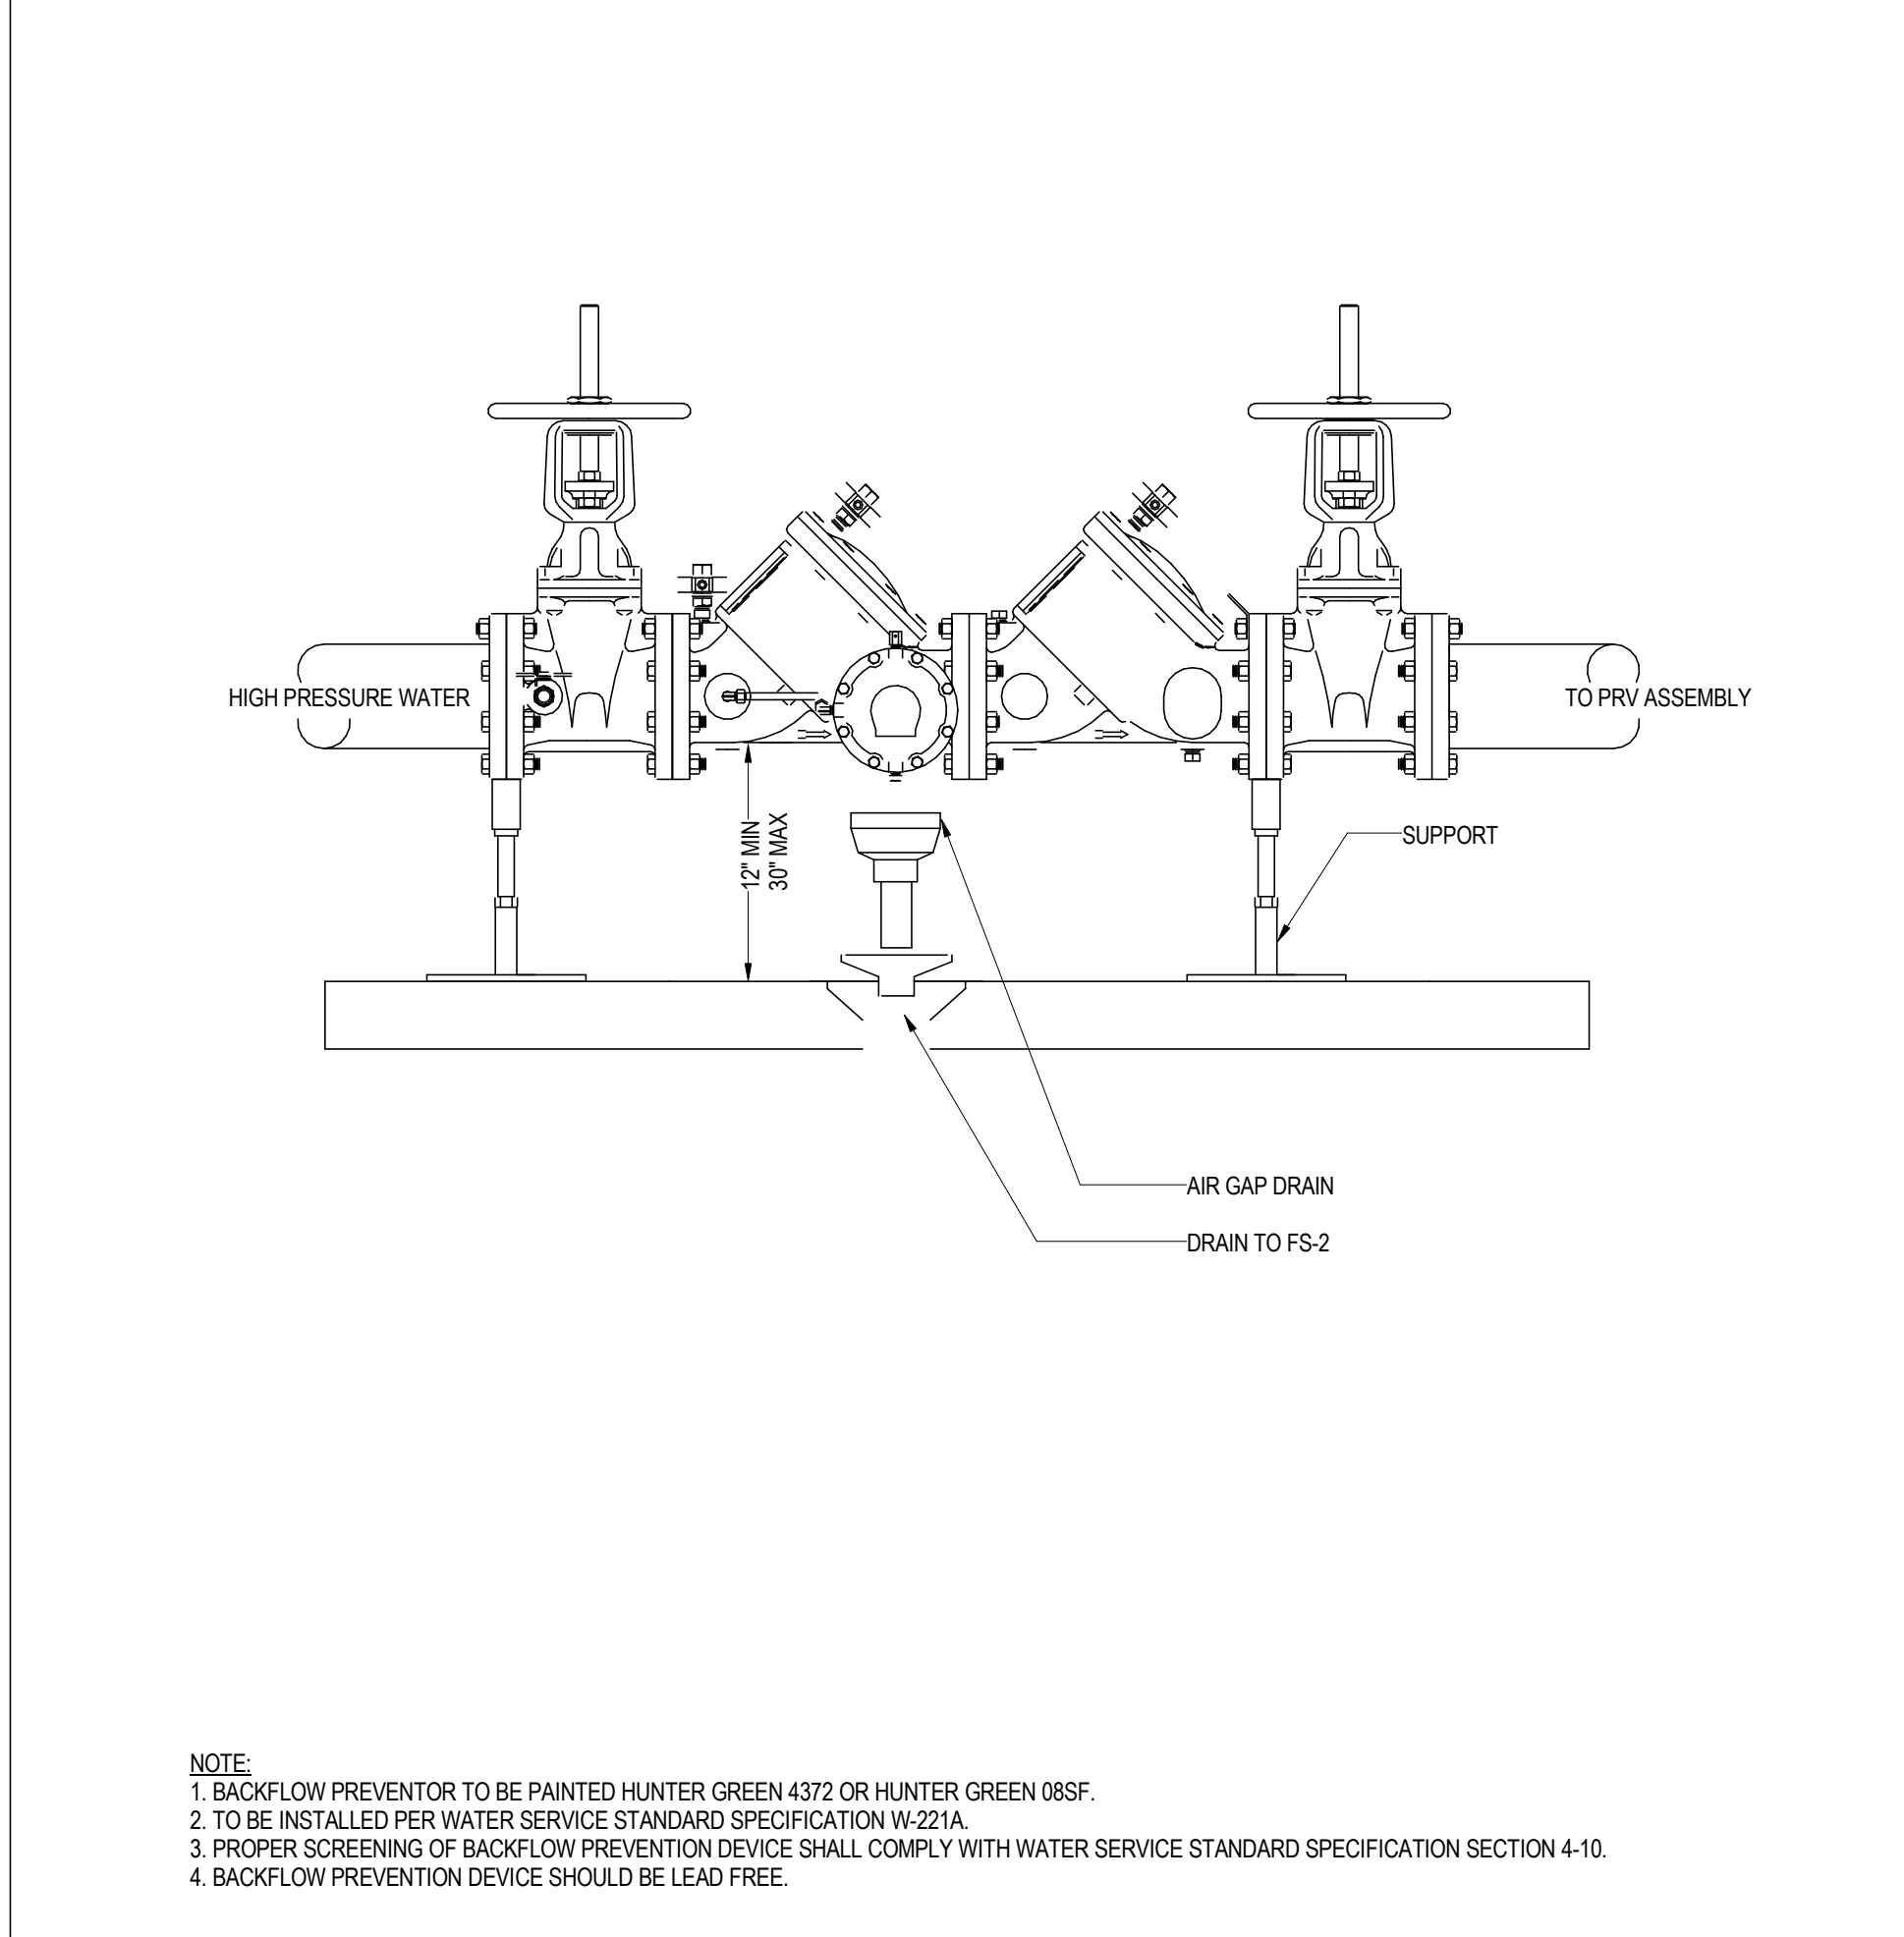 HIGH PRESSURE WATER
TO PRV ASSEMBLY
12" MIN
30" MAX
SUPPORT
AIR GAP DRAIN
DRAIN TO FS-2
NOTE:
1. BACKFLOW PREVENTOR TO BE PAINTED HUNTER GREEN 4372 OR HUNTER GREEN 08SF.
2. TO BE INSTALLED PER WATER SERVICE STANDARD SPECIFICATION W-221A.
3. PROPER SCREENING OF BACKFLOW PREVENTION DEVICE SHALL COMPLY WITH WATER SERVICE STANDARD SPECIFICATION SECTION 4-10.
4. BACKFLOW PREVENTION DEVICE SHOULD BE LEAD FREE.